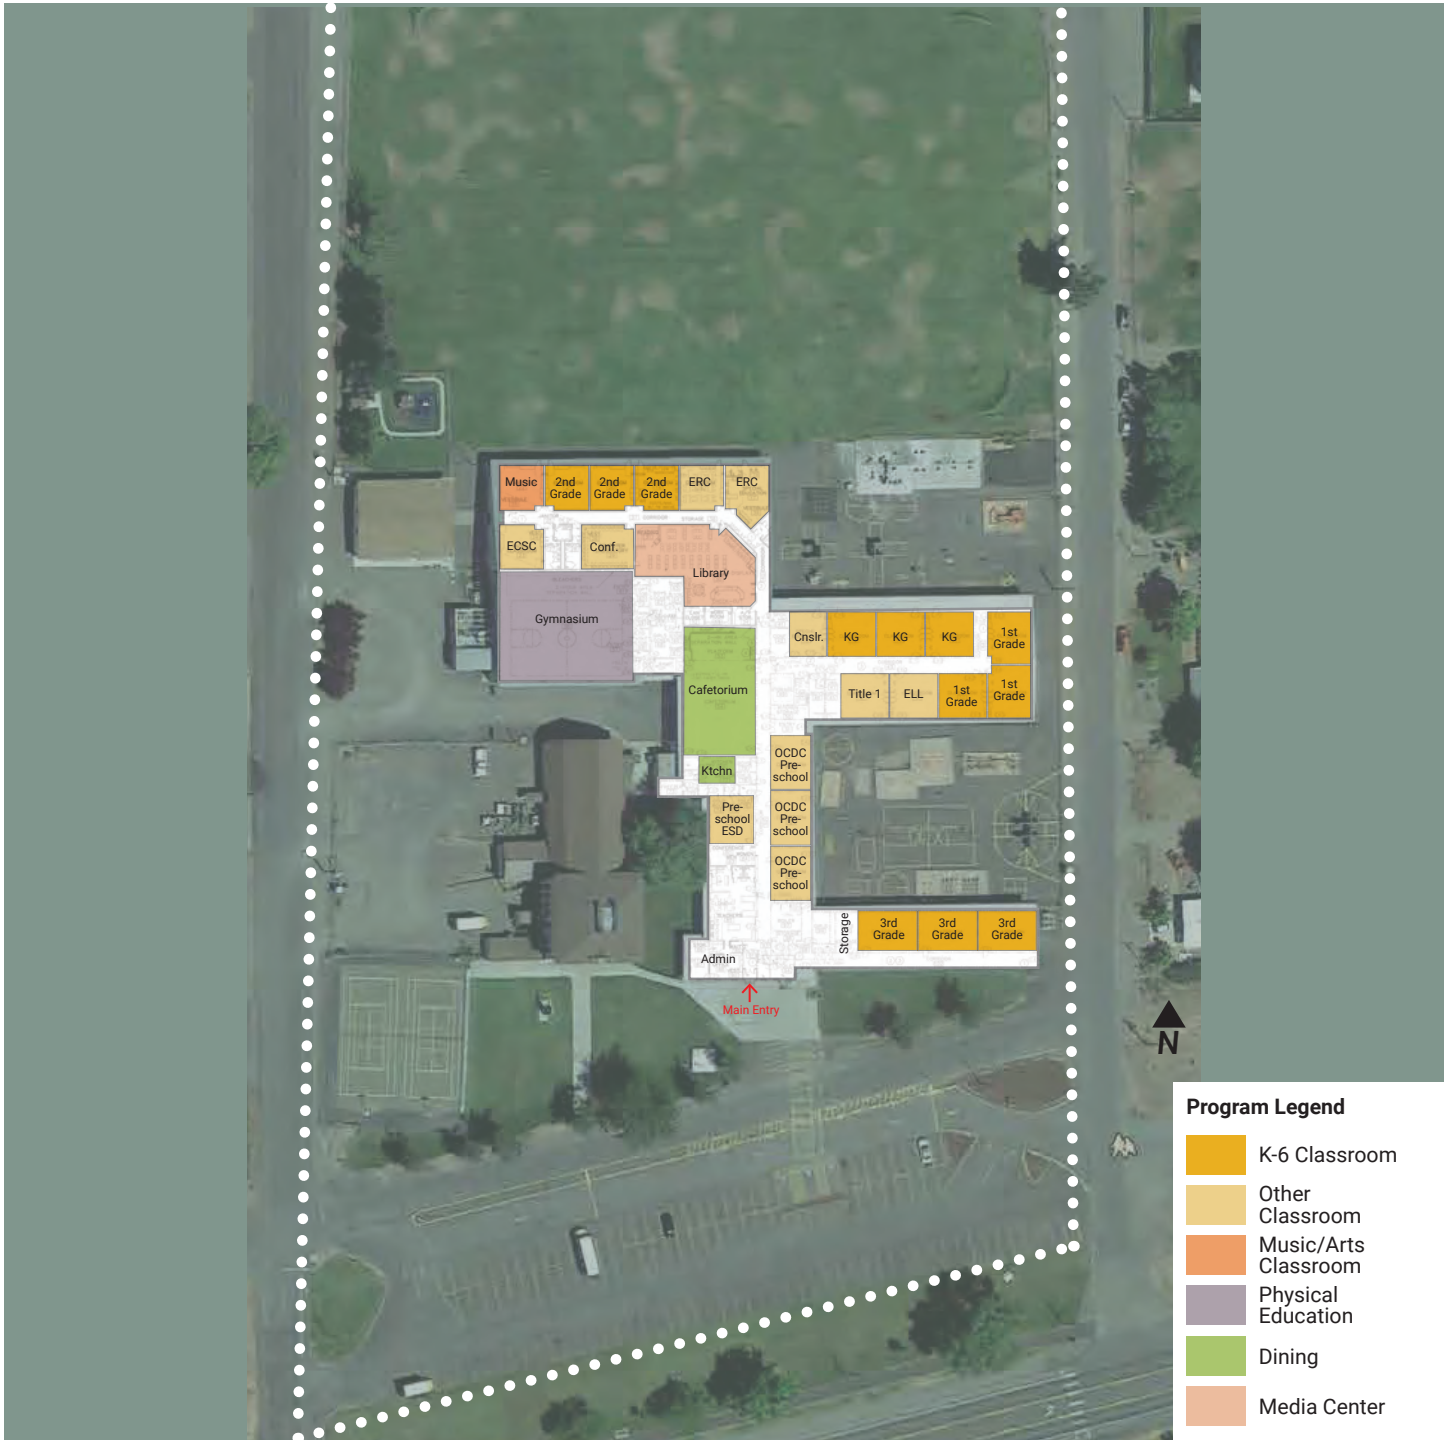 Music
2nd
Grade
2nd
Grade
2nd
Grade
ERC
ERC
ECSC
Conf.
Library
Gymnasium
Cnslr.
KG
KG
KG
1st
Grade
Title 1
ELL
1st
Grade
1st
Grade
Cafetorium
Ktchn
OCDC
Pre-
school
Pre-
school
ESD
OCDC
Pre-
school
OCDC
Pre-
school
Storage
3rd
Grade
3rd
Grade
3rd
Grade
Admin
Main Entry
N
Program Legend
K-6 Classroom
Other
Classroom
Music/Arts
Classroom
Physical
Education
Dining
Media Center